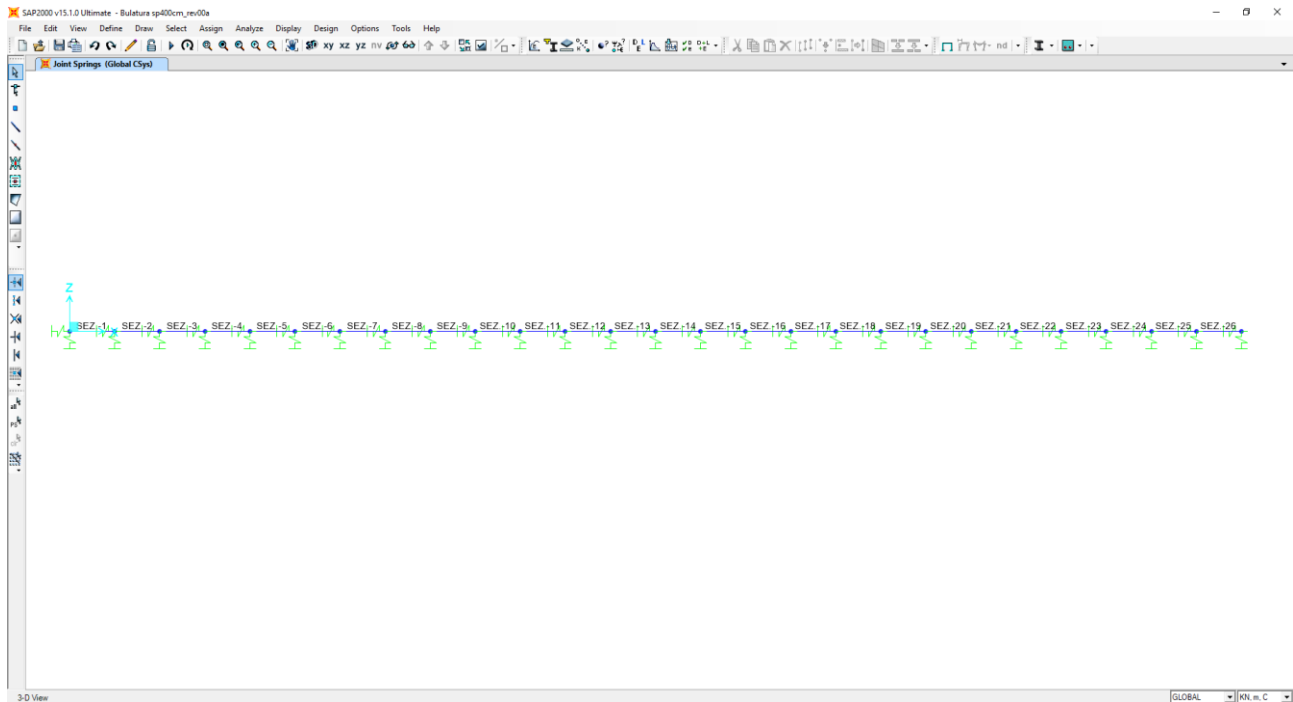 SAP2000 v15.1.0 Ultimate - Bulatura sp400cm_rev00a
File Edit View Define Draw Select Assign Analyze Display Design Options Tools Help
xy xz yz nv nd
Joint Springs (Global CSys)
Z
SEZ.-1 SEZ.-2 SEZ.-3 SEZ.-4 SEZ.-5 SEZ.-6 SEZ.-7 SEZ.-8 SEZ.-9 SEZ.-10 SEZ.-11 SEZ.-12 SEZ.-13 SEZ.-14 SEZ.-15 SEZ.-16 SEZ.-17 SEZ.-18 SEZ.-19 SEZ.-20 SEZ.-21 SEZ.-22 SEZ.-23 SEZ.-24 SEZ.-25 SEZ.-26
3-D View GLOBAL KN, m, C